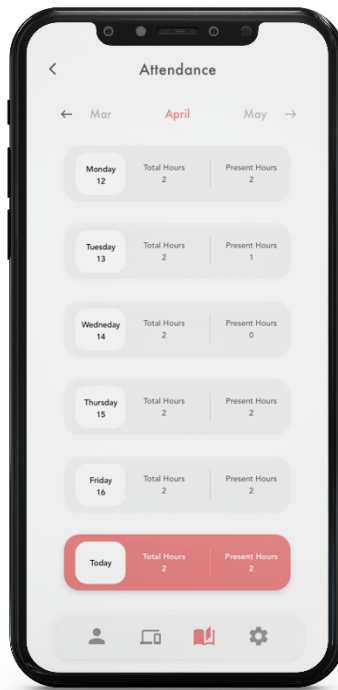 Attendance
← Mar April May →
Monday
12
Total Hours
2
Present Hours
2
Tuesday
13
Total Hours
2
Present Hours
1
Wedneday
14
Total Hours
2
Present Hours
0
Thursday
15
Total Hours
2
Present Hours
2
Friday
16
Total Hours
2
Present Hours
2
Today
Total Hours
2
Present Hours
2